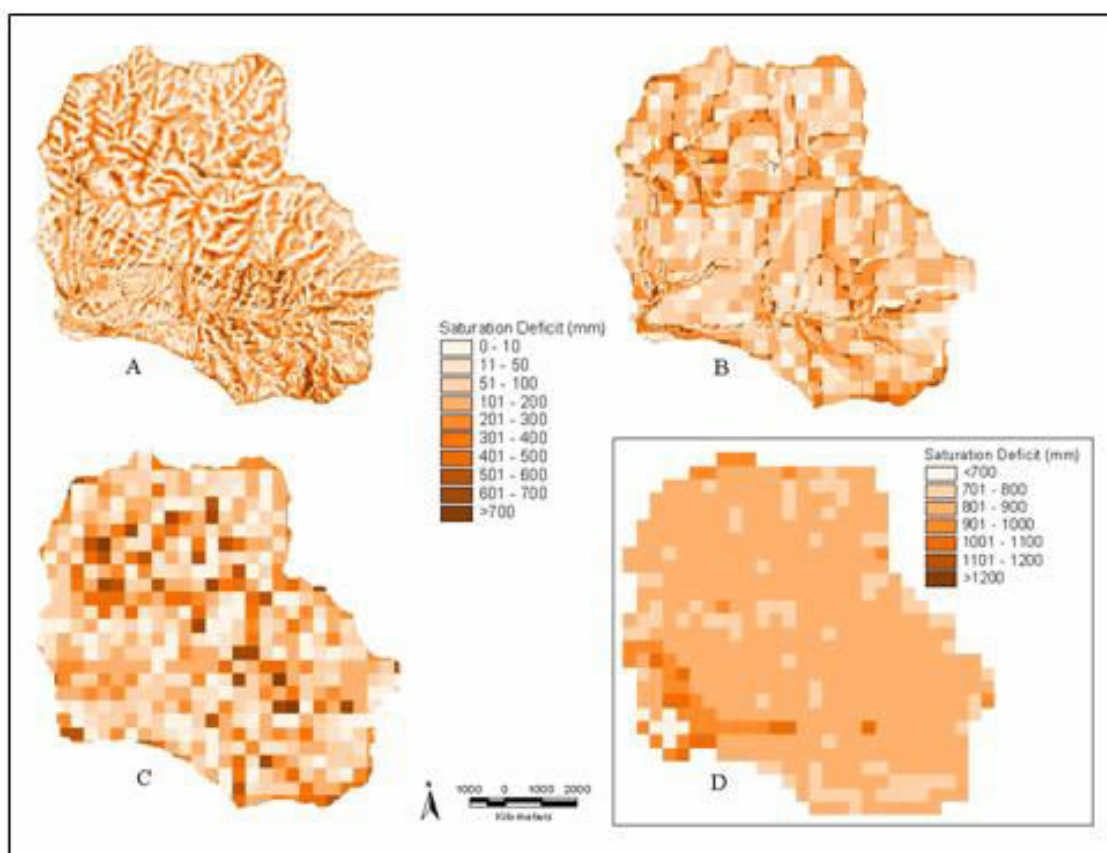 A
B
Saturation Deficit (mm)
0 - 10
11 - 50
51 - 100
101 - 200
201 - 300
301 - 400
401 - 500
501 - 600
601 - 700
>700
Saturation Deficit (mm)
<700
701 - 800
801 - 900
901 - 1000
1001 - 1100
1101 - 1200
>1200
C
D
1000 0 1000 2000
Kilometers